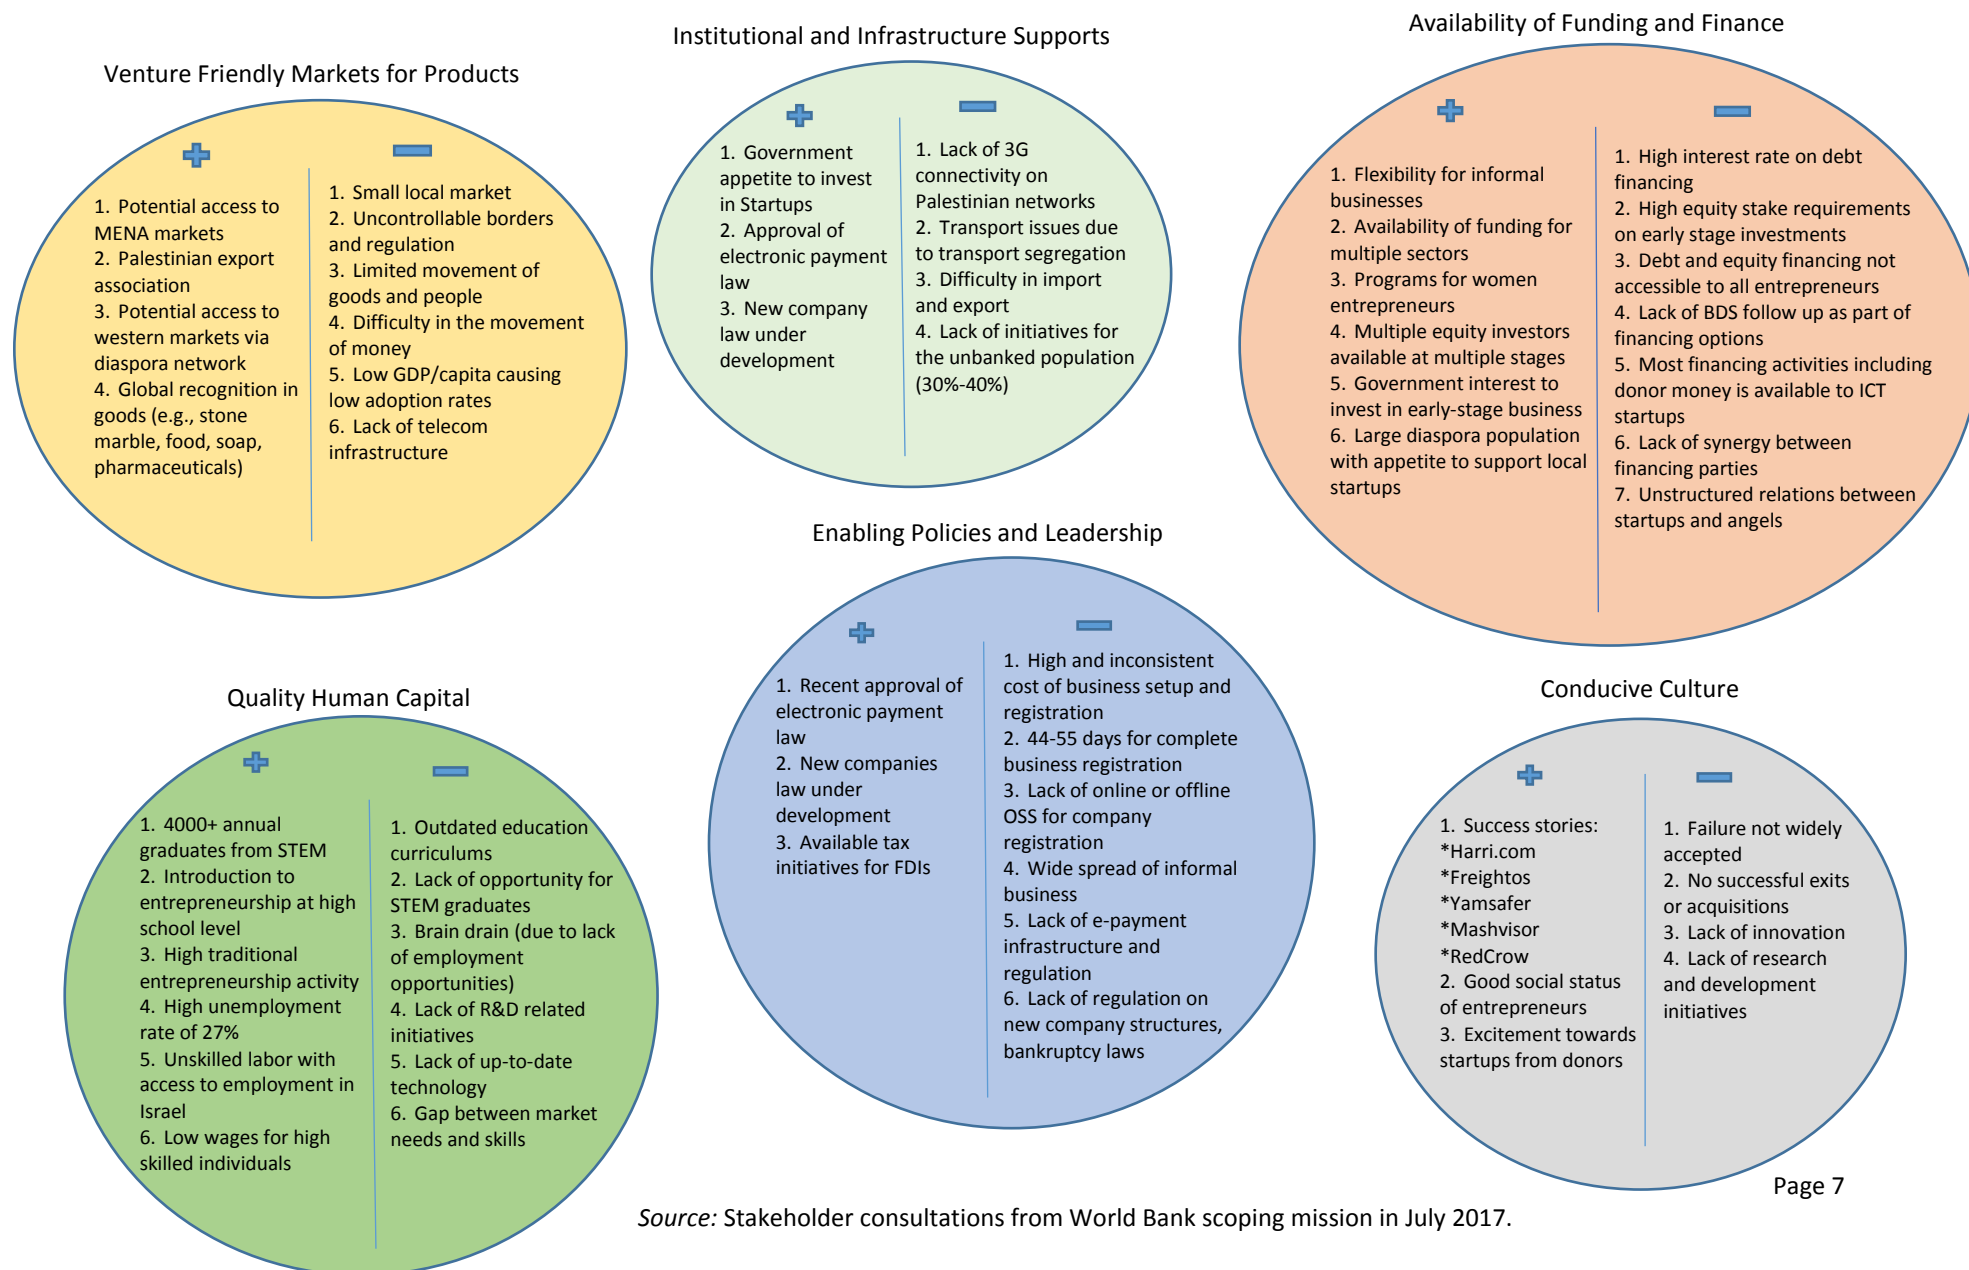 Venture Friendly Markets for Products
1. Potential access to
MENA markets
2. Palestinian export
association
3. Potential access to
western markets via
diaspora network
4. Global recognition in
goods (e.g., stone
marble, food, soap,
pharmaceuticals)
1. Small local market
2. Uncontrollable borders
and regulation
3. Limited movement of
goods and people
4. Difficulty in the movement
of money
5. Low GDP/capita causing
low adoption rates
6. Lack of telecom
infrastructure
Institutional and Infrastructure Supports
1. Government
appetite to invest
in Startups
2. Approval of
electronic payment
law
3. New company
law under
development
1. Lack of 3G
connectivity on
Palestinian networks
2. Transport issues due
to transport segregation
3. Difficulty in import
and export
4. Lack of initiatives for
the unbanked population
(30%-40%)
Availability of Funding and Finance
1. Flexibility for informal
businesses
2. Availability of funding for
multiple sectors
3. Programs for women
entrepreneurs
4. Multiple equity investors
available at multiple stages
5. Government interest to
invest in early-stage business
6. Large diaspora population
with appetite to support local
startups
1. High interest rate on debt
financing
2. High equity stake requirements
on early stage investments
3. Debt and equity financing not
accessible to all entrepreneurs
4. Lack of BDS follow up as part of
financing options
5. Most financing activities including
donor money is available to ICT
startups
6. Lack of synergy between
financing parties
7. Unstructured relations between
startups and angels
Quality Human Capital
1. 4000+ annual
graduates from STEM
2. Introduction to
entrepreneurship at high
school level
3. High traditional
entrepreneurship activity
4. High unemployment
rate of 27%
5. Unskilled labor with
access to employment in
Israel
6. Low wages for high
skilled individuals
1. Outdated education
curriculums
2. Lack of opportunity for
STEM graduates
3. Brain drain (due to lack
of employment
opportunities)
4. Lack of R&D related
initiatives
5. Lack of up-to-date
technology
6. Gap between market
needs and skills
Enabling Policies and Leadership
1. Recent approval of
electronic payment
law
2. New companies
law under
development
3. Available tax
initiatives for FDIs
1. High and inconsistent
cost of business setup and
registration
2. 44-55 days for complete
business registration
3. Lack of online or offline
OSS for company
registration
4. Wide spread of informal
business
5. Lack of e-payment
infrastructure and
regulation
6. Lack of regulation on
new company structures,
bankruptcy laws
Conducive Culture
1. Success stories:
*Harri.com
*Freightos
*Yamsafer
*Mashvisor
*RedCrow
2. Good social status
of entrepreneurs
3. Excitement towards
startups from donors
1. Failure not widely
accepted
2. No successful exits
or acquisitions
3. Lack of innovation
4. Lack of research
and development
initiatives
Page 7
Source: Stakeholder consultations from World Bank scoping mission in July 2017.